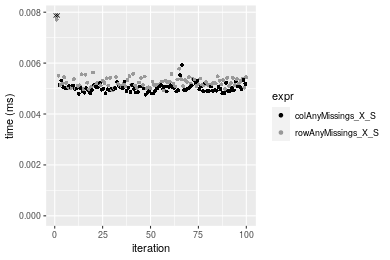 0.008
0.006
0.004
0.002
0.000
time (ms)
0
25
50
75
100
iteration
expr
colAnyMissings_X_S
rowAnyMissings_X_S